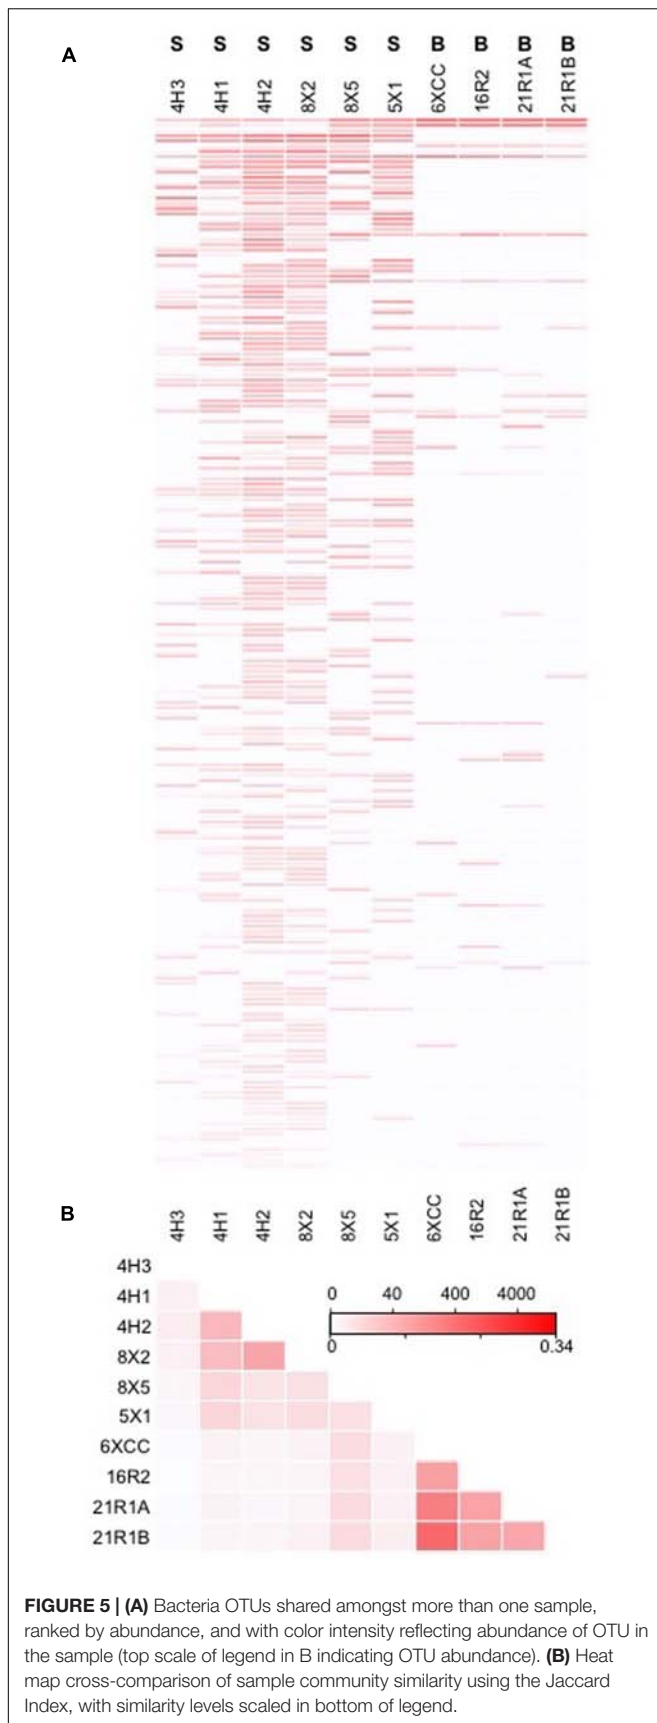 A
S S S S S S B B B B
4H3 4H1 4H2 8X2 8X5 5X1 6XCC 16R2 21R1A 21R1B
B
4H3 4H1 4H2 8X2 8X5 5X1 6XCC 16R2 21R1A 21R1B
4H3
4H1
4H2
8X2
8X5
5X1
6XCC
16R2
21R1A
21R1B
0 40 400 4000
0 0.34
FIGURE 5 | (A) Bacteria OTUs shared amongst more than one sample,
ranked by abundance, and with color intensity reflecting abundance of OTU in
the sample (top scale of legend in B indicating OTU abundance). (B) Heat
map cross-comparison of sample community similarity using the Jaccard
Index, with similarity levels scaled in bottom of legend.